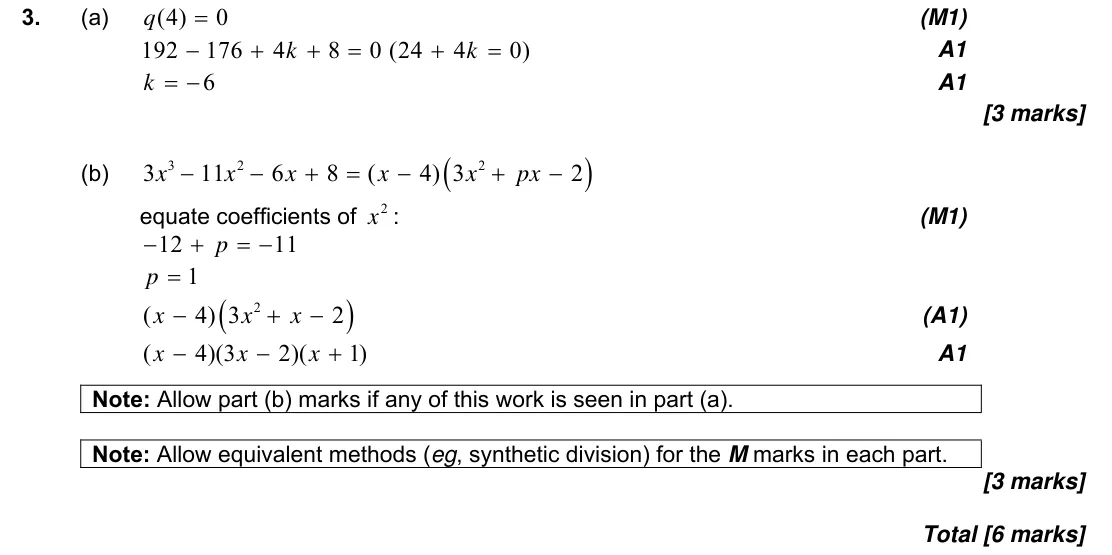 3. (a) q(4) = 0 (M1)
192 − 176 + 4k + 8 = 0 (24 + 4k = 0) A1
k = −6 A1
[3 marks]
(b) 3x³ − 11x² − 6x + 8 = (x − 4)(3x² + px − 2)
equate coefficients of x² : (M1)
−12 + p = −11
p = 1
(x − 4)(3x² + x − 2) (A1)
(x − 4)(3x − 2)(x + 1) A1
Note: Allow part (b) marks if any of this work is seen in part (a).
Note: Allow equivalent methods (eg, synthetic division) for the M marks in each part.
[3 marks]
Total [6 marks]